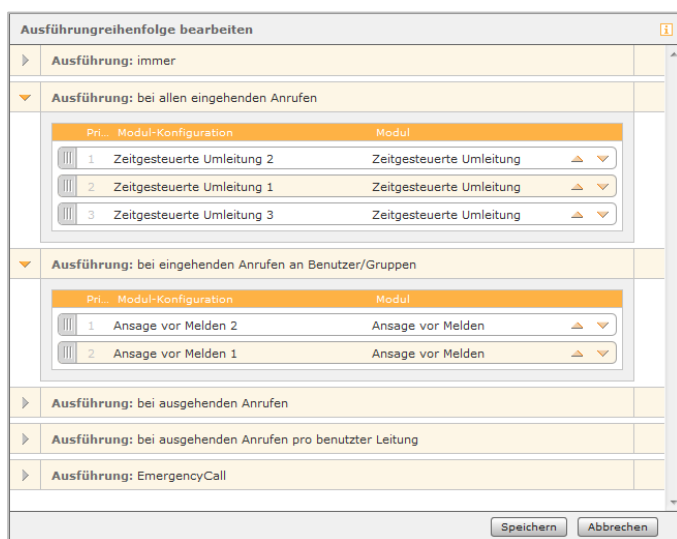 Ausführungreihenfolge bearbeiten
Ausführung: immer
Ausführung: bei allen eingehenden Anrufen
Pri... Modul-Konfiguration Modul
1 Zeitgesteuerte Umleitung 2 Zeitgesteuerte Umleitung
2 Zeitgesteuerte Umleitung 1 Zeitgesteuerte Umleitung
3 Zeitgesteuerte Umleitung 3 Zeitgesteuerte Umleitung
Ausführung: bei eingehenden Anrufen an Benutzer/Gruppen
Pri... Modul-Konfiguration Modul
1 Ansage vor Melden 2 Ansage vor Melden
2 Ansage vor Melden 1 Ansage vor Melden
Ausführung: bei ausgehenden Anrufen
Ausführung: bei ausgehenden Anrufen pro benutzter Leitung
Ausführung: EmergencyCall
Speichern Abbrechen